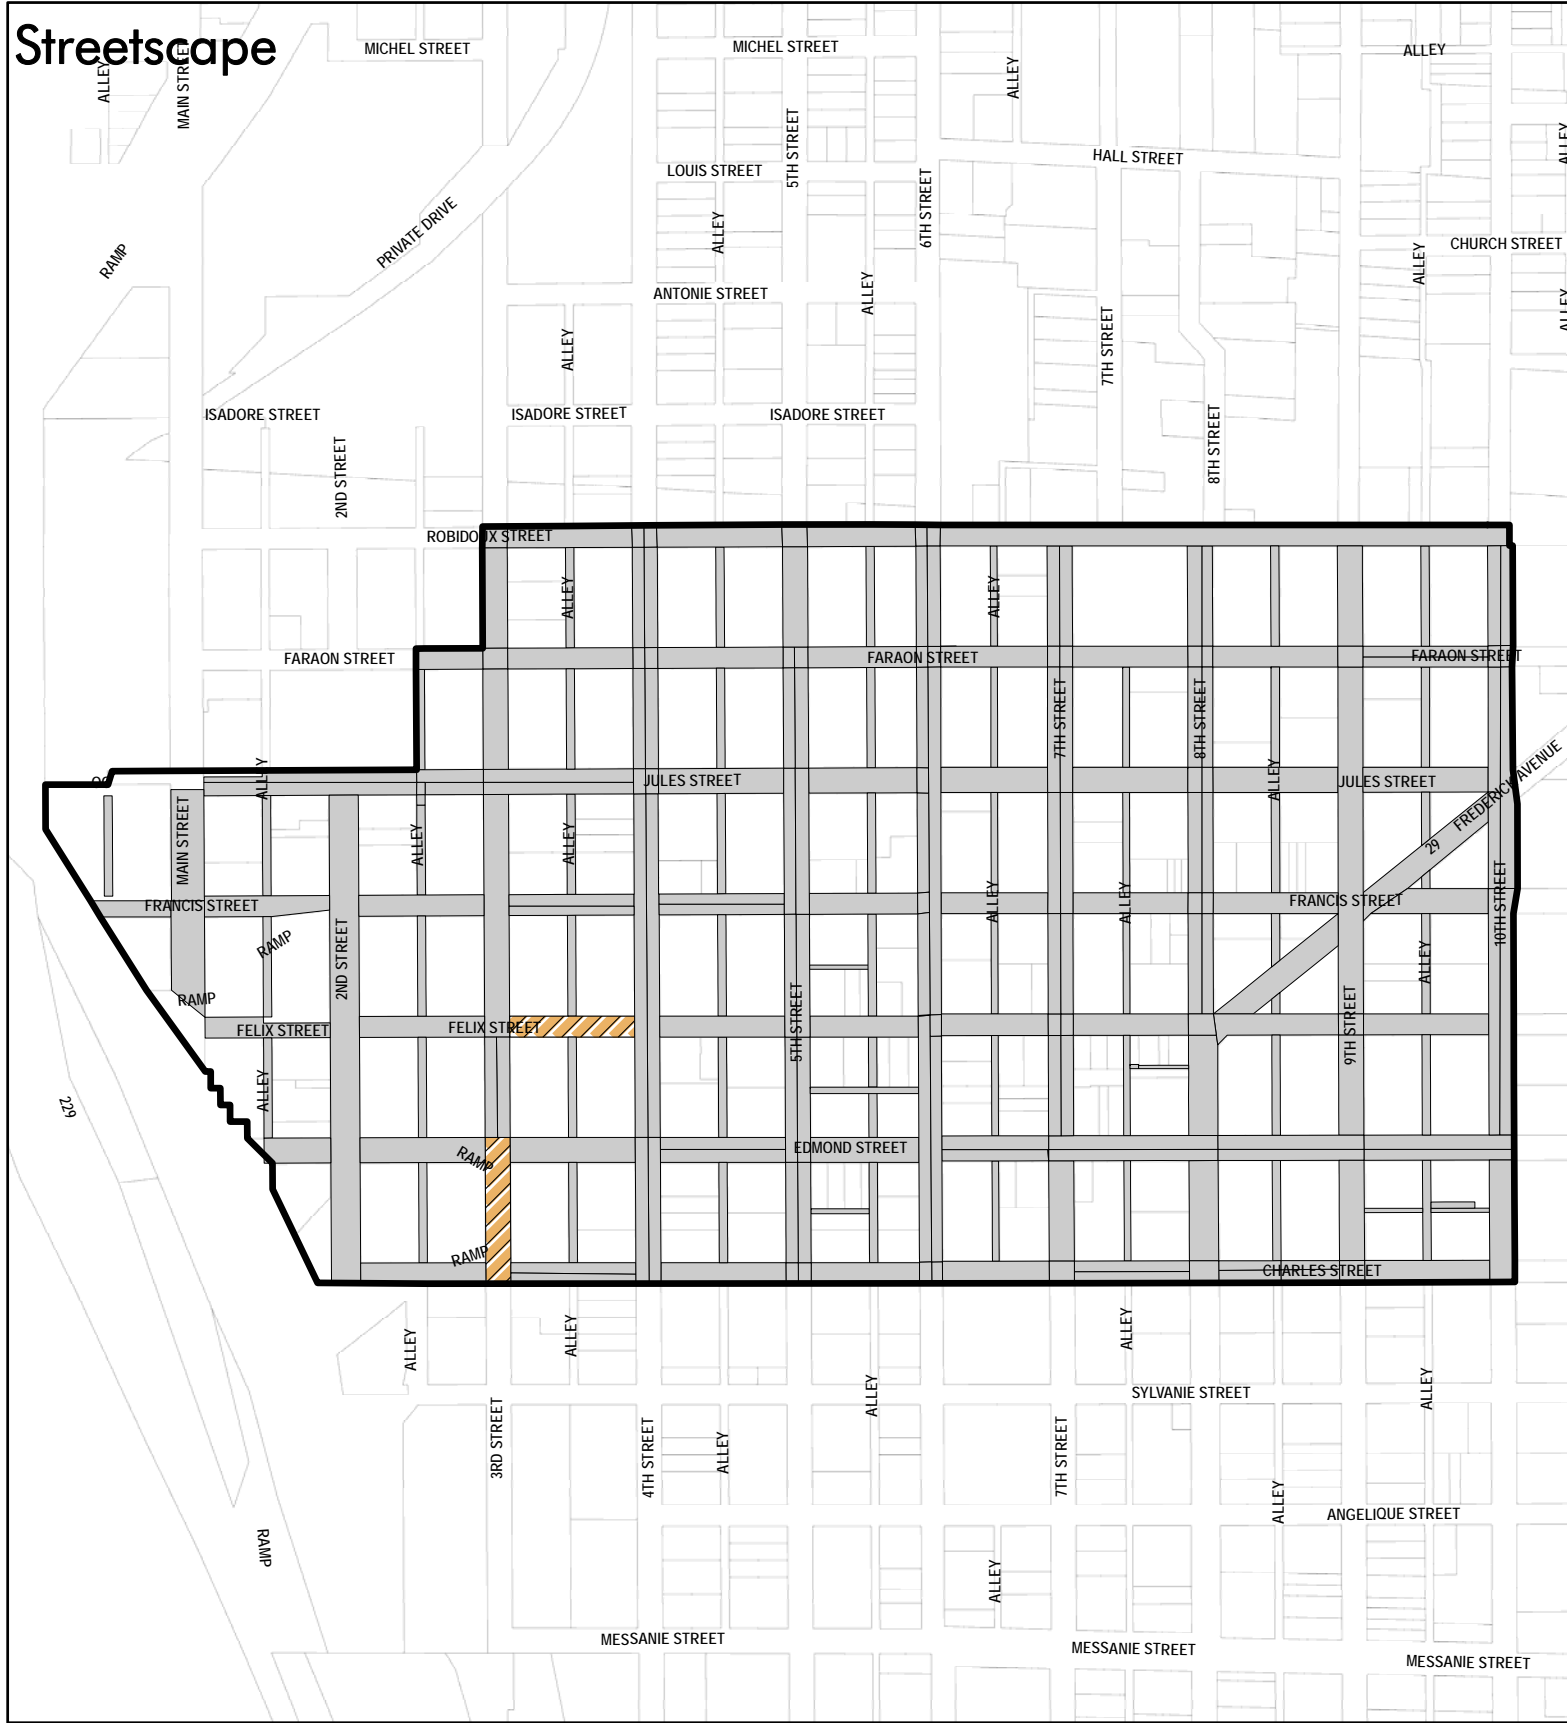 Streetscape
MICHEL STREET
MICHEL STREET
ALLEY
ALLEY
MAIN STREET
ALLEY
5TH STREET
ALLEY
HALL STREET
LOUIS STREET
6TH STREET
PRIVATE DRIVE
ALLEY
CHURCH STREET
RAMP
ALLEY
ANTONIE STREET
ALLEY
ALLEY
ALLEY
7TH STREET
ISADORE STREET
ISADORE STREET
ISADORE STREET
2ND STREET
8TH STREET
ROBIDOUX STREET
ALLEY
ALLEY
FARAON STREET
FARAON STREET
FARAON STREET
7TH STREET
8TH STREET
ALLEY
JULES STREET
ALLEY
JULES STREET
FREDERICK AVENUE
MAIN STREET
ALLEY
ALLEY
29
FRANCIS STREET
ALLEY
ALLEY
FRANCIS STREET
10TH STREET
RAMP
2ND STREET
ALLEY
RAMP
FELIX STREET
FELIX STREET
5TH STREET
9TH STREET
ALLEY
229
RAMP
EDMOND STREET
RAMP
CHARLES STREET
ALLEY
ALLEY
ALLEY
ALLEY
SYLVANIE STREET
ALLEY
3RD STREET
4TH STREET
ALLEY
7TH STREET
ALLEY
ANGELIQUE STREET
RAMP
ALLEY
MESSANIE STREET
MESSANIE STREET
MESSANIE STREET